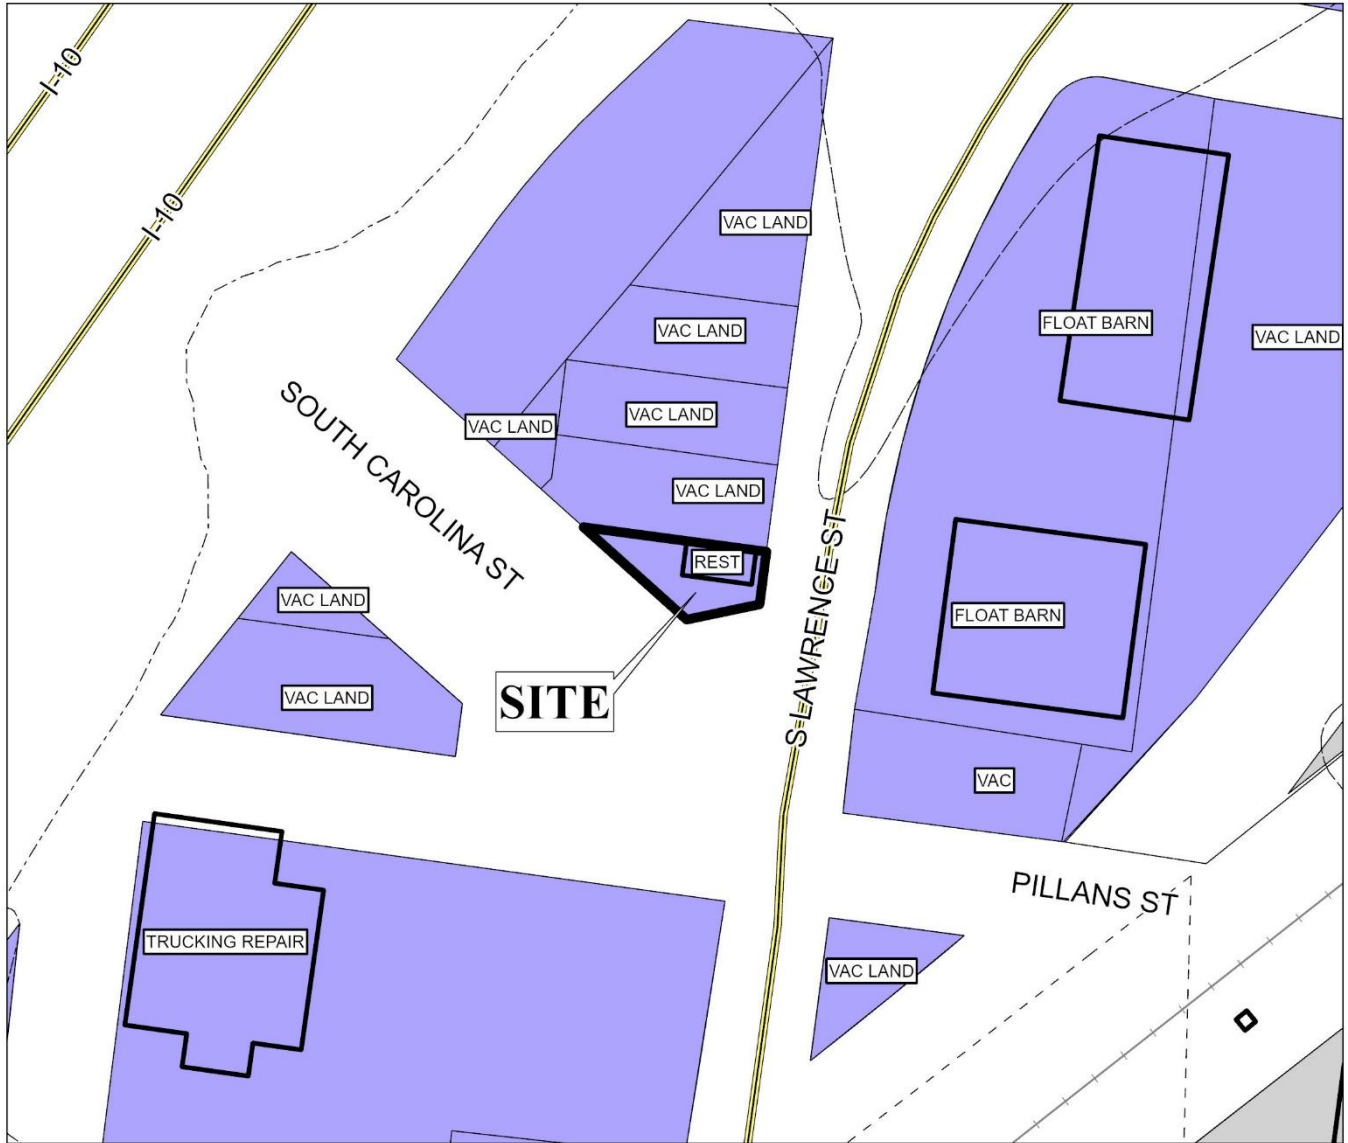 I-10
I-10
VAC LAND
FLOAT BARN
VAC LAND
VAC LAND
VAC LAND
VAC LAND
SOUTH CAROLINA ST
VAC LAND
REST
S LAWRENCE ST
VAC LAND
FLOAT BARN
VAC LAND
SITE
VAC
PILLANS ST
TRUCKING REPAIR
VAC LAND